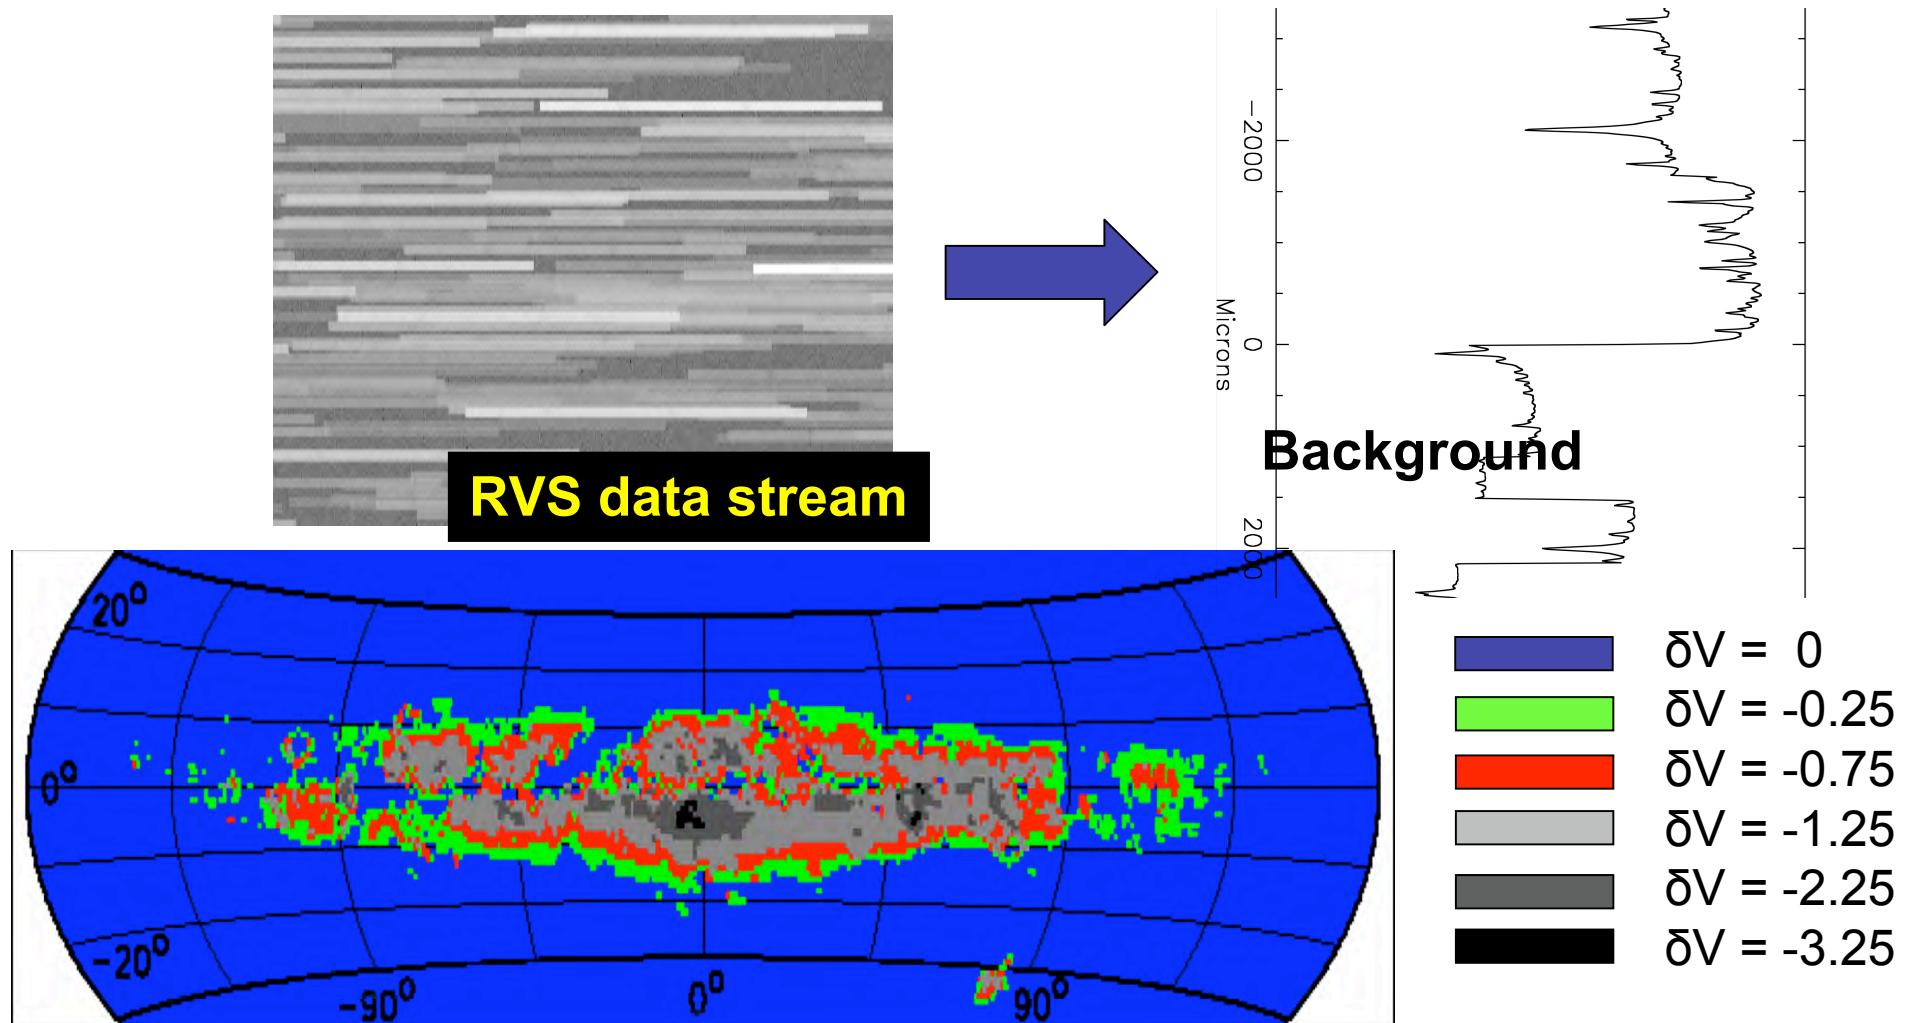 RVS data stream
−2000
0
2000
Microns
Background
20°
0°
−20°
−90°
0°
90°
δV = 0
δV = -0.25
δV = -0.75
δV = -1.25
δV = -2.25
δV = -3.25